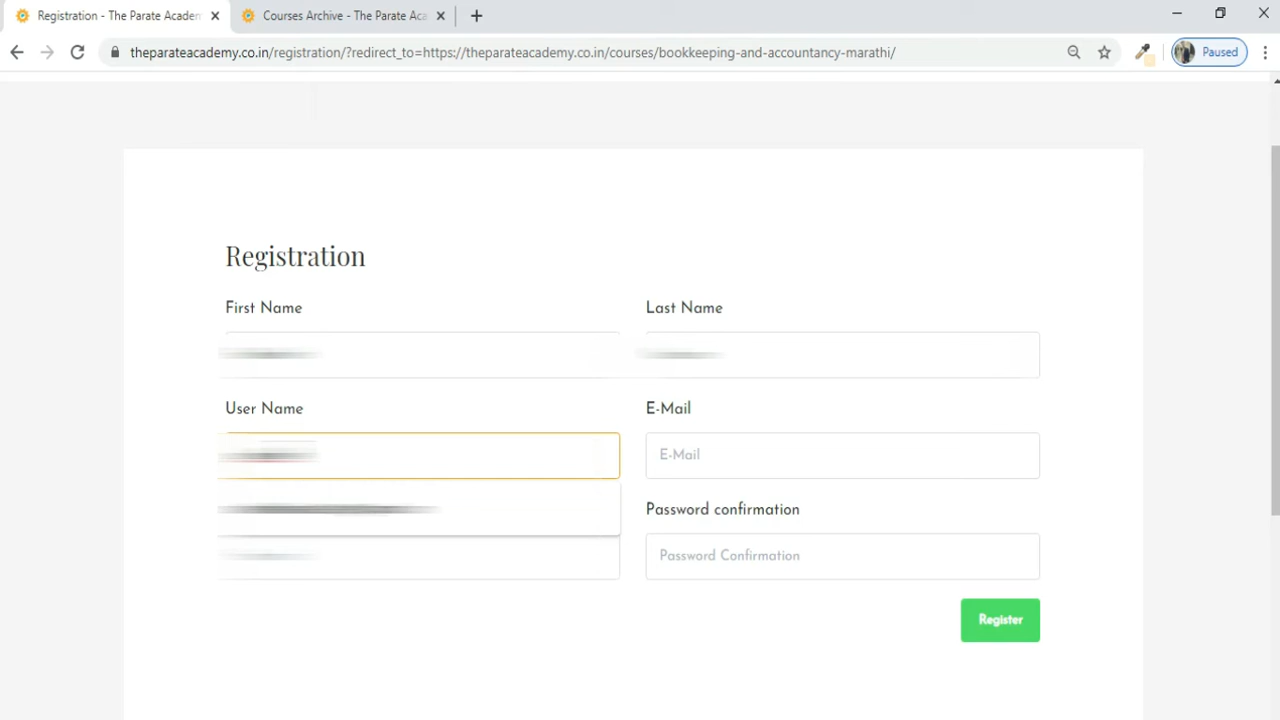 Registration - The Parate Academ
Courses Archive - The Parate Aca
theparateacademy.co.in/registration/?redirect_to=https://theparateacademy.co.in/courses/bookkeeping-and-accountancy-marathi/
Paused
Registration
First Name
Last Name
User Name
E-Mail
E-Mail
Password confirmation
Password Confirmation
Register